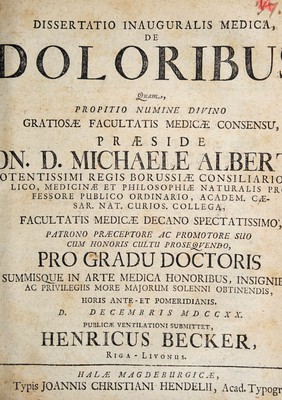 DISSERTATIO INAUGURALIS MEDICA,
DE
DOLORIBUS
Quam,
PROPITIO NUMINE DIVINO
GRATIOSÆ FACULTATIS MEDICÆ CONSENSU,
PRÆSIDE
ON. D. MICHAELE ALBERT
OTENTISSIMI REGIS BORUSSIÆ CONSILIARIO
LICO, MEDICINÆ ET PHILOSOPHIÆ NATURALIS PRO
FESSORE PUBLICO ORDINARIO, ACADEM. CÆ-
SAR. NAT. CURIOS. COLLEGA,
FACULTATIS MEDICÆ DECANO SPECTATISSIMO,
PATRONO PRÆCEPTORE AC PROMOTORE SUO
CUM HONORIS CULTU PROSEQVENDO,
PRO GRADU DOCTORIS
SUMMISQUE IN ARTE MEDICA HONORIBUS, INSIGNIB
AC PRIVILEGIIS MORE MAJORUM SOLENNI OBTINENDIS,
HORIS ANTE- ET POMERIDIANIS.
D. DECEMBRIS MDCCXX.
PUBLICÆ VENTILATIONI SUBMITTET,
HENRICUS BECKER,
RIGA-LIVONUS.
HALÆ MAGDEBURGICÆ,
Typis JOANNIS CHRISTIANI HENDELII, Acad. Typogr